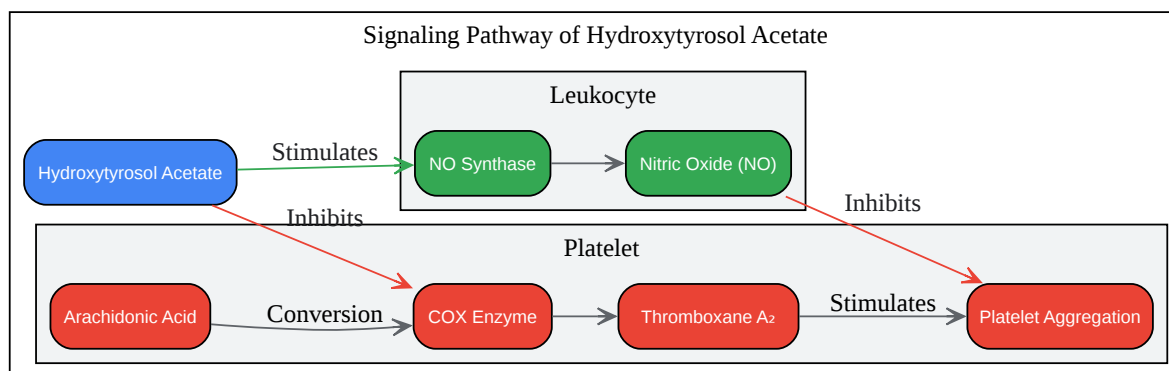 Signaling Pathway of Hydroxytyrosol Acetate
Leukocyte
Hydroxytyrosol Acetate
Stimulates
NO Synthase
Nitric Oxide (NO)
Inhibits
Inhibits
Platelet
Arachidonic Acid
Conversion
COX Enzyme
Thromboxane A₂
Stimulates
Platelet Aggregation